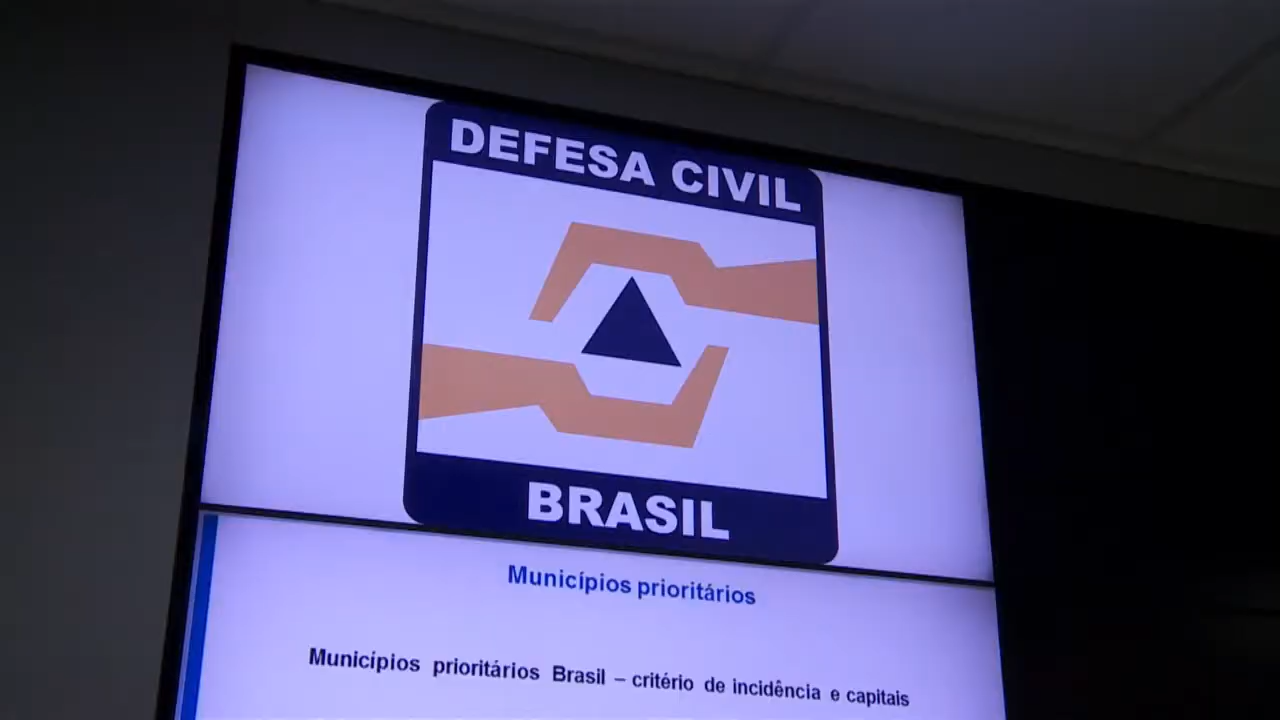 DEFESA CIVIL
BRASIL
Municípios prioritários
Municípios prioritários Brasil – critério de incidência e capitais